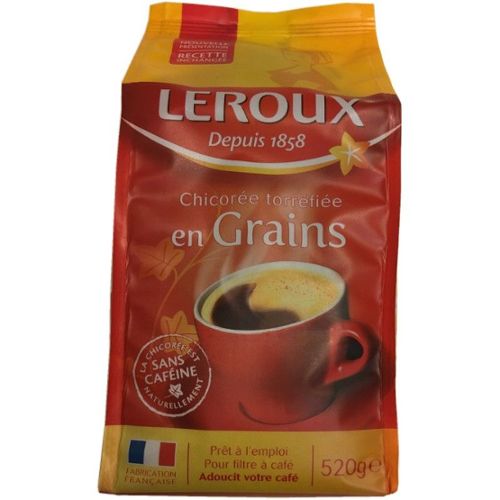 NOUVELLE
PRÉSENTATION
RECETTE
INCHANGÉE
LEROUX
Depuis 1858
Chicorée torréfiée
en Grains
LA CHICORÉE EST
SANS
CAFÉINE
NATURELLEMENT
FABRICATION
FRANÇAISE
Prêt à l'emploi
Pour filtre à café
Adoucit votre café
520g℮